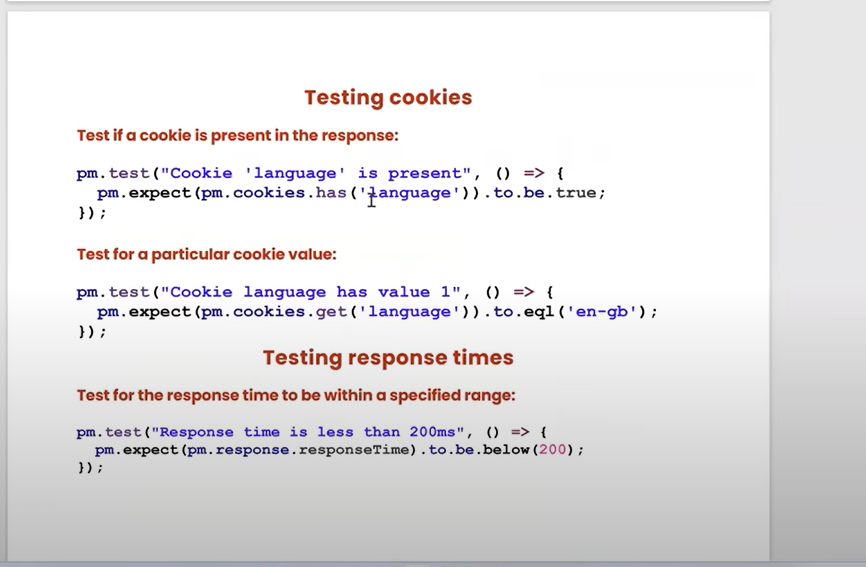 Testing cookies
Test if a cookie is present in the response:
pm.test("Cookie 'language' is present", () => {
  pm.expect(pm.cookies.has('language')).to.be.true;
});
Test for a particular cookie value:
pm.test("Cookie language has value 1", () => {
  pm.expect(pm.cookies.get('language')).to.eql('en-gb');
});
Testing response times
Test for the response time to be within a specified range:
pm.test("Response time is less than 200ms", () => {
  pm.expect(pm.response.responseTime).to.be.below(200);
});